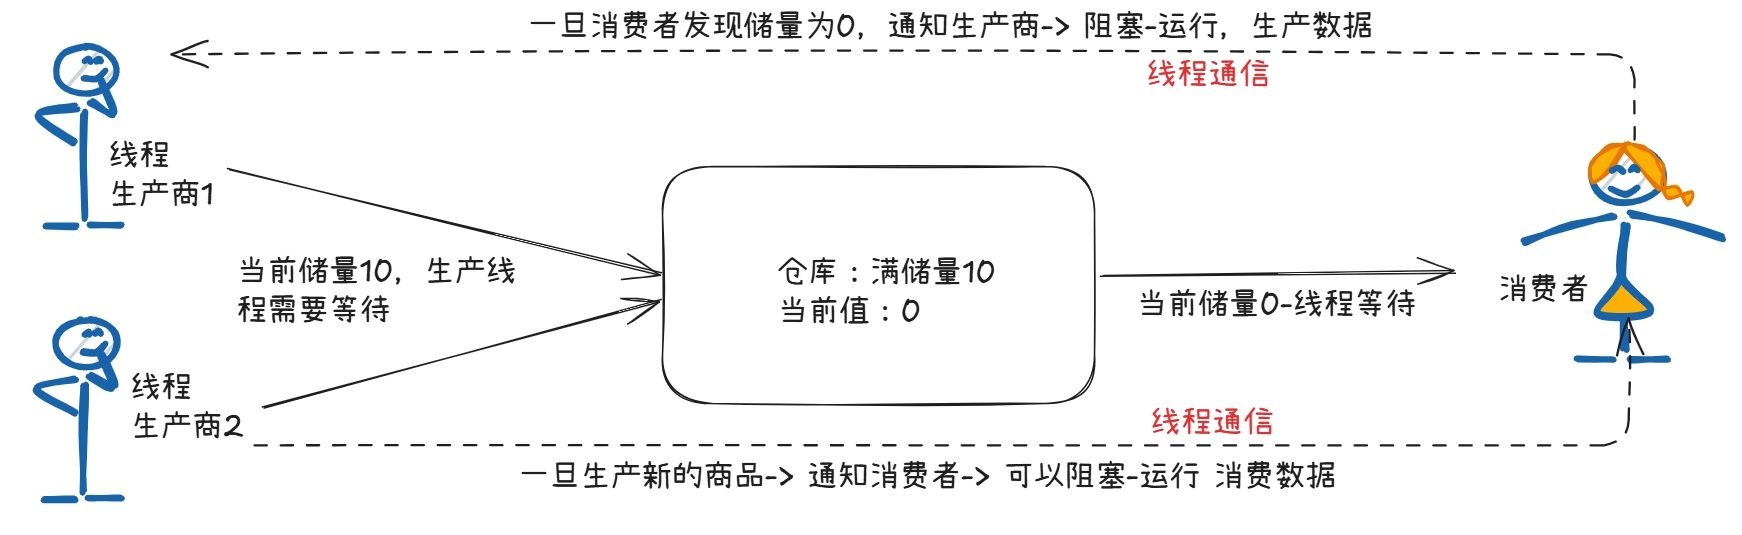 一旦消费者发现储量为0，通知生产商-> 阻塞-运行，生产数据
线程通信
线程
生产商1
当前储量10，生产线
程需要等待
仓库：满储量10
当前值：0
消费者
当前储量0-线程等待
线程
生产商2
线程通信
一旦生产新的商品-> 通知消费者-> 可以阻塞-运行 消费数据